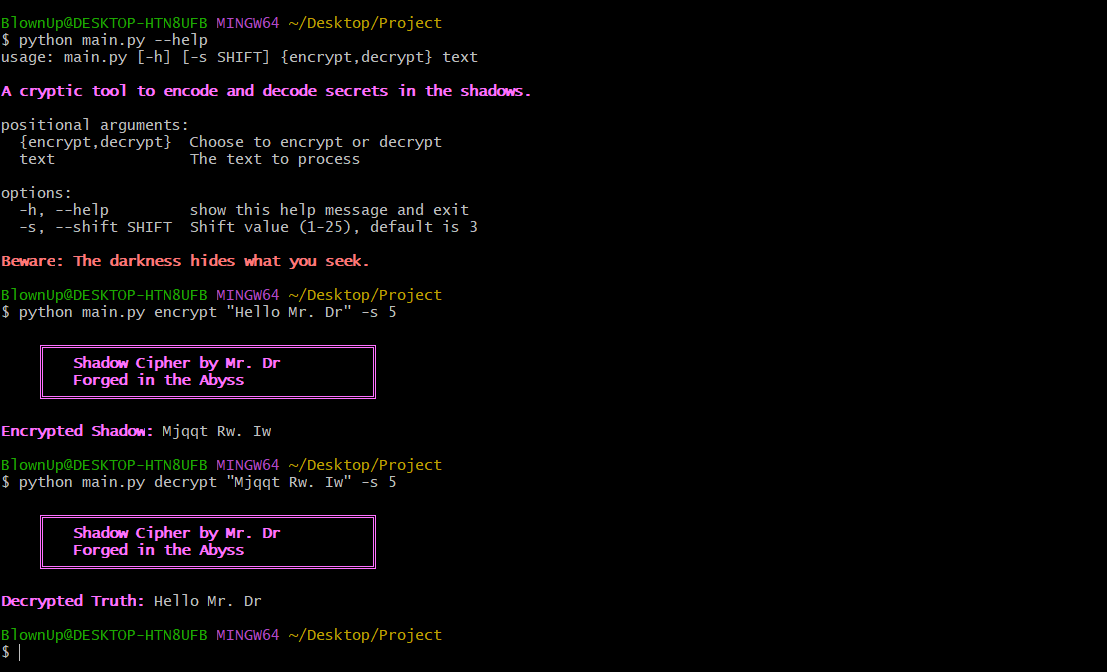 BlownUp@DESKTOP-HTN8UFB MINGW64 ~/Desktop/Project
$ python main.py --help
usage: main.py [-h] [-s SHIFT] {encrypt,decrypt} text
A cryptic tool to encode and decode secrets in the shadows.
positional arguments:
  {encrypt,decrypt}  Choose to encrypt or decrypt
  text               The text to process
options:
  -h, --help         show this help message and exit
  -s, --shift SHIFT  Shift value (1-25), default is 3
Beware: The darkness hides what you seek.
BlownUp@DESKTOP-HTN8UFB MINGW64 ~/Desktop/Project
$ python main.py encrypt "Hello Mr. Dr" -s 5
Shadow Cipher by Mr. Dr
Forged in the Abyss
Encrypted Shadow: Mjqqt Rw. Iw
BlownUp@DESKTOP-HTN8UFB MINGW64 ~/Desktop/Project
$ python main.py decrypt "Mjqqt Rw. Iw" -s 5
Shadow Cipher by Mr. Dr
Forged in the Abyss
Decrypted Truth: Hello Mr. Dr
BlownUp@DESKTOP-HTN8UFB MINGW64 ~/Desktop/Project
$